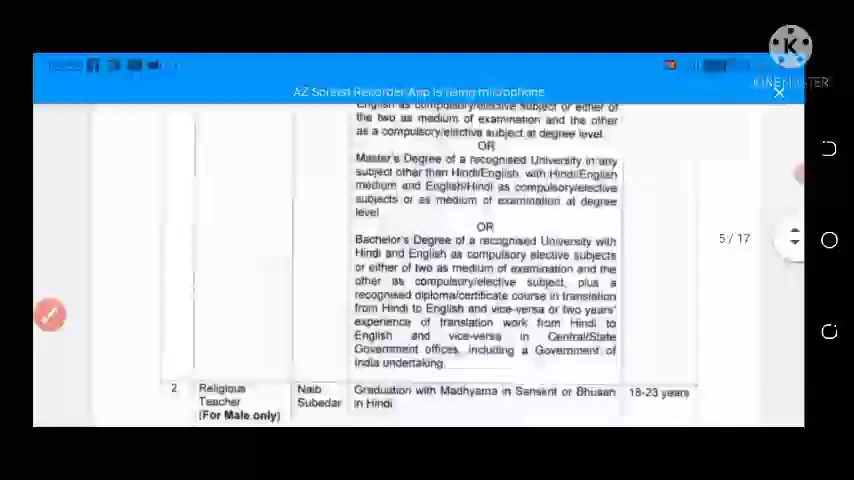 AZ Screen Recorder App is being microphone
KINEMASTER
English as compulsory/elective subject or either of
the two as medium of examination and the other
as a compulsory/elective subject at degree level.
OR
Master's Degree of a recognised University in any
subject other than Hindi/English, with Hindi/English
medium and English/Hindi as compulsory/elective
subjects or as medium of examination at degree
level
OR
Bachelor's Degree of a recognised University with
Hindi and English as compulsory elective subjects
or either of two as medium of examination and the
other as compulsory/elective subject, plus a
recognised diploma/certificate course in translation
from Hindi to English and vice-versa or two years'
experience of translation work from Hindi to
English and vice-versa in Central/State
Government offices, including a Government of
India undertaking.
5 / 17
2. Religious Naib Graduation with Madhyama in Sanskrit or Bhusan 18-23 years
Teacher Subedar in Hindi
(For Male only)